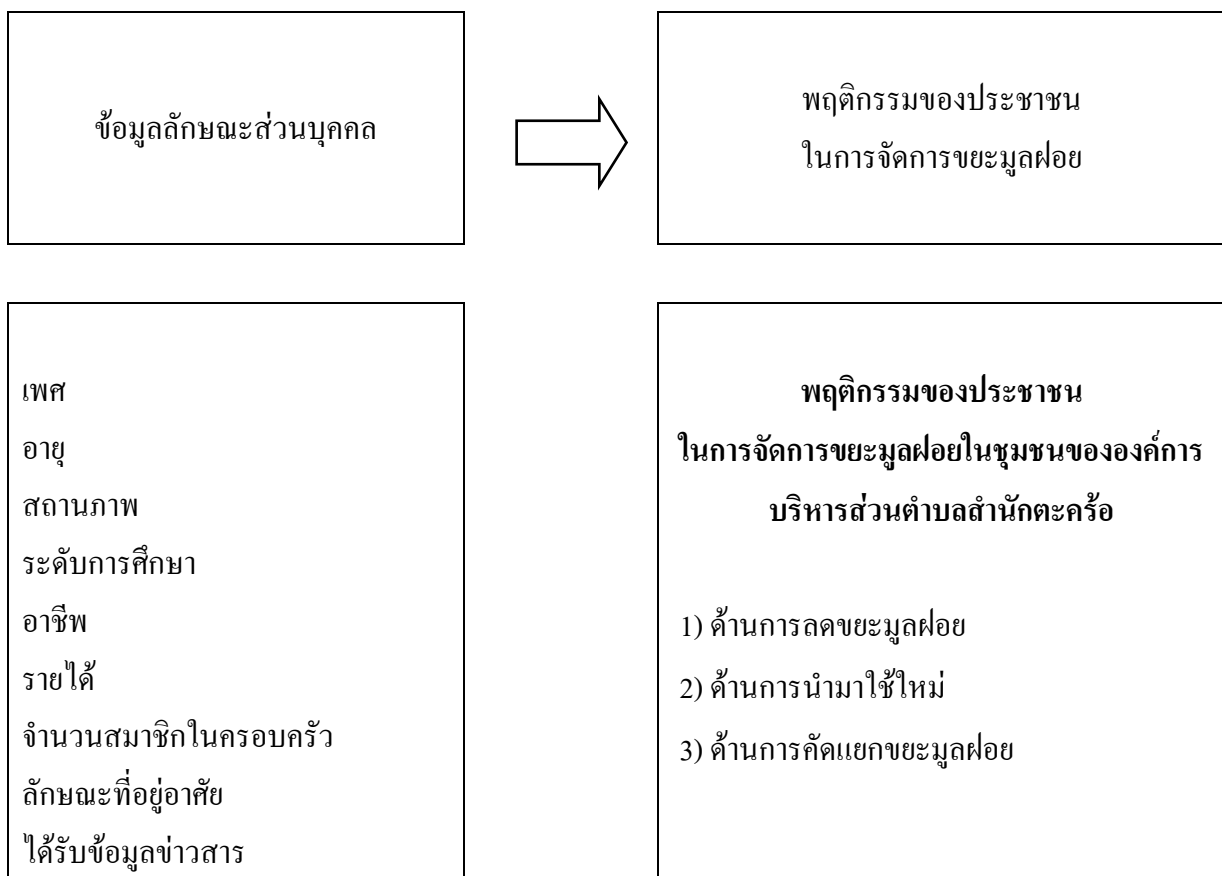 ข้อมูลลักษณะส่วนบุคคล
พฤติกรรมของประชาชน
ในการจัดการขยะมูลฝอย
เพศ
อายุ
สถานภาพ
ระดับการศึกษา
อาชีพ
รายได้
จำนวนสมาชิกในครอบครัว
ลักษณะที่อยู่อาศัย
ได้รับข้อมูลข่าวสาร
พฤติกรรมของประชาชน
ในการจัดการขยะมูลฝอยในชุมชนขององค์การ
บริหารส่วนตำบลสำนักตะคร้อ
1) ด้านการลดขยะมูลฝอย
2) ด้านการนำมาใช้ใหม่
3) ด้านการคัดแยกขยะมูลฝอย